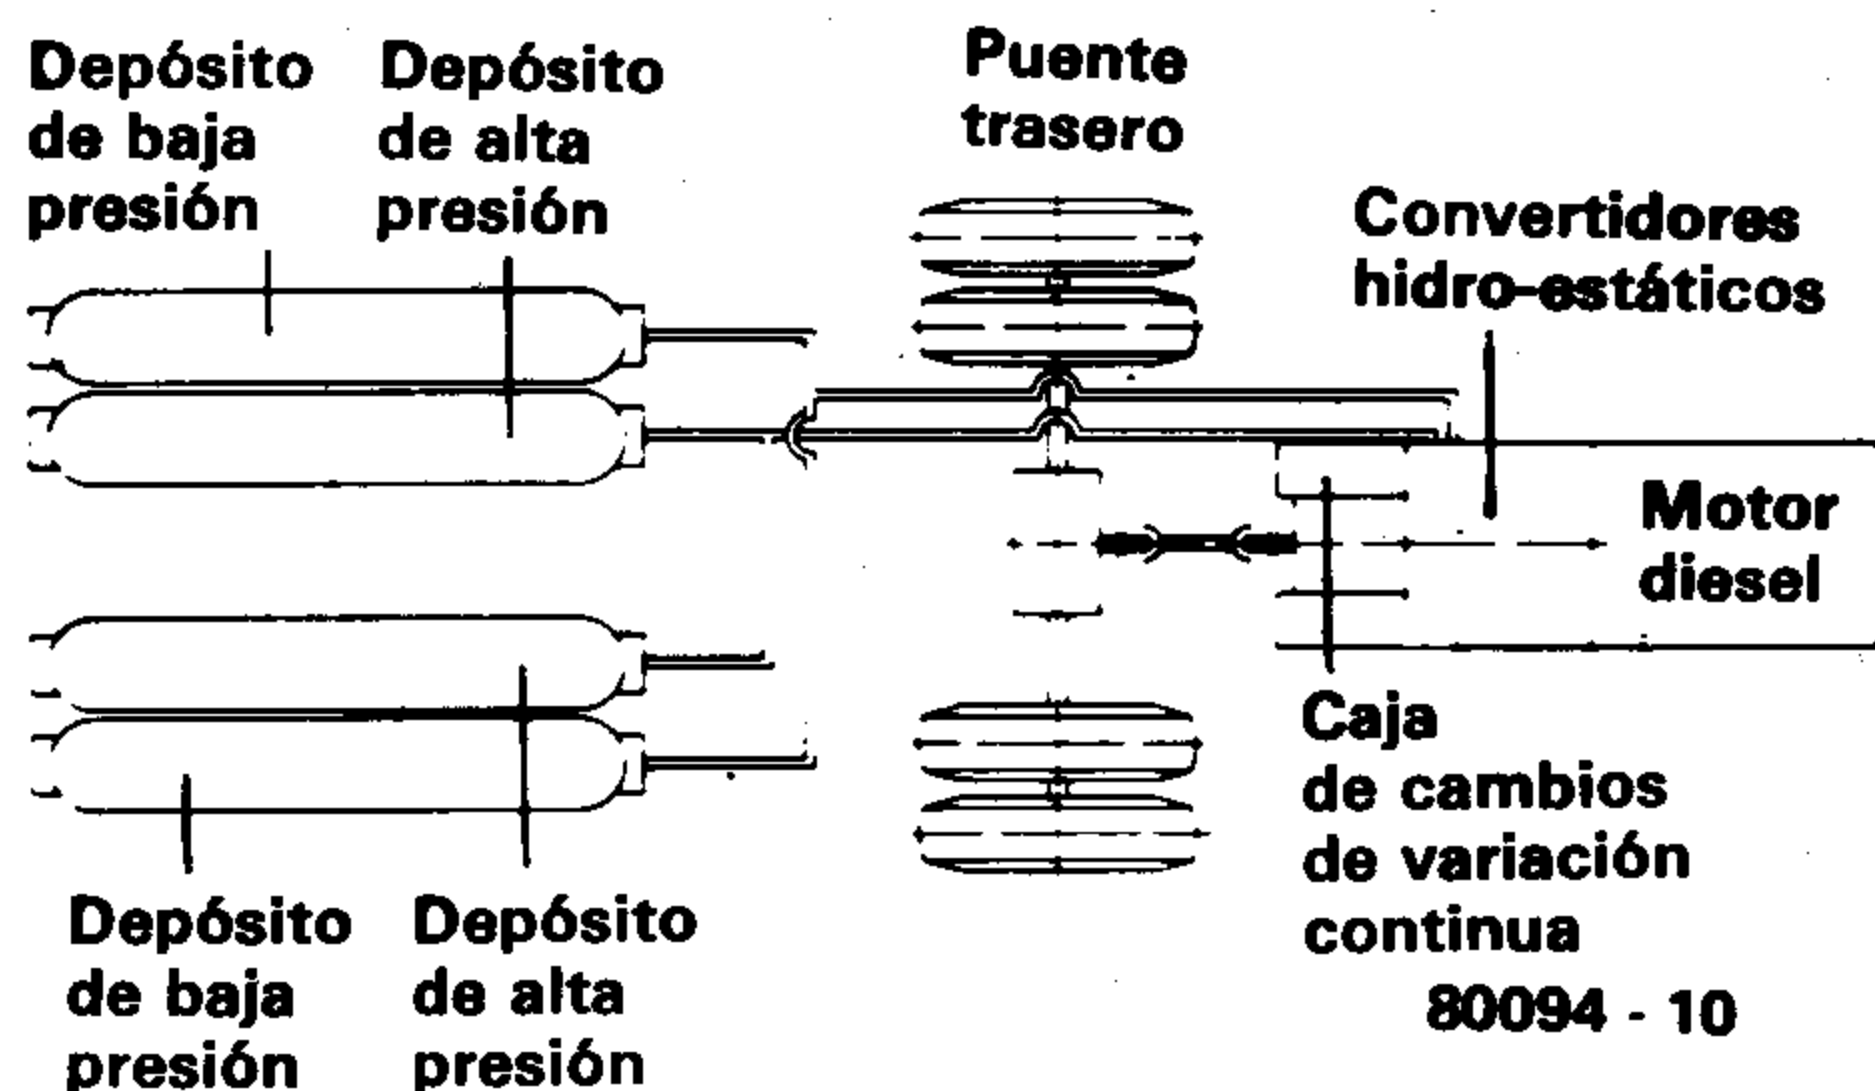 Depósito
de baja
presión
Depósito
de alta
presión
Puente
trasero
Convertidores
hidro-estáticos
Motor
diesel
Caja
de cambios
de variación
continua
80094 - 10
Depósito
de baja
presión
Depósito
de alta
presión